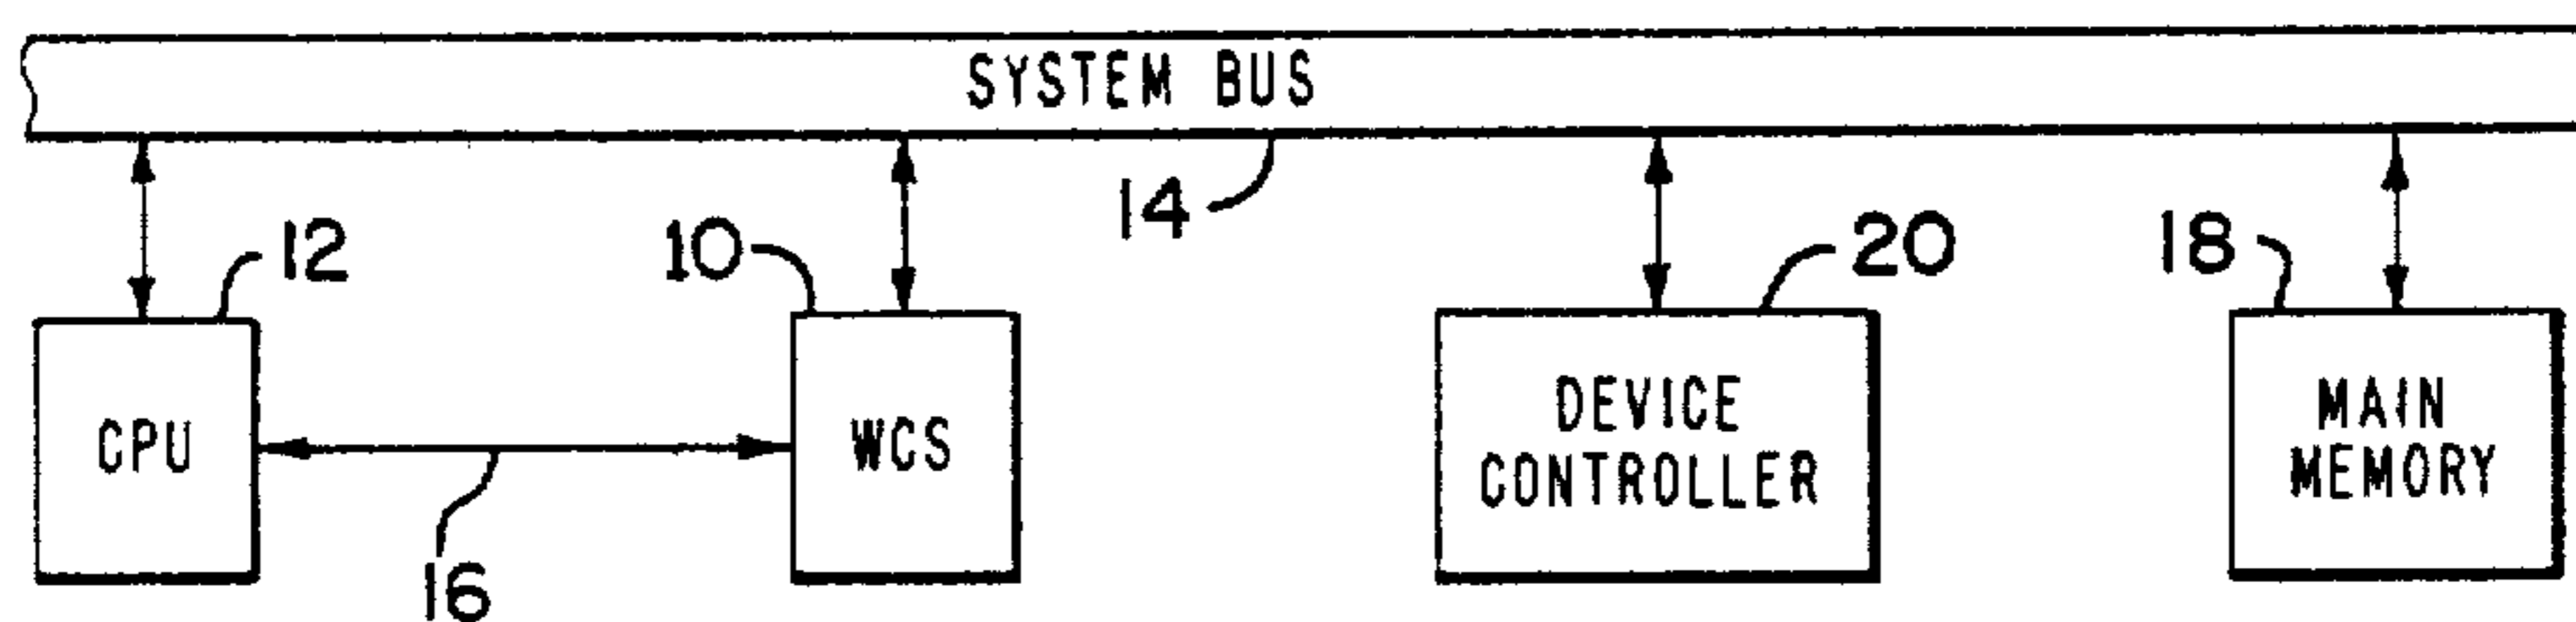 SYSTEM BUS
14
12
10
20
18
CPU
WCS
DEVICE
CONTROLLER
MAIN
MEMORY
16